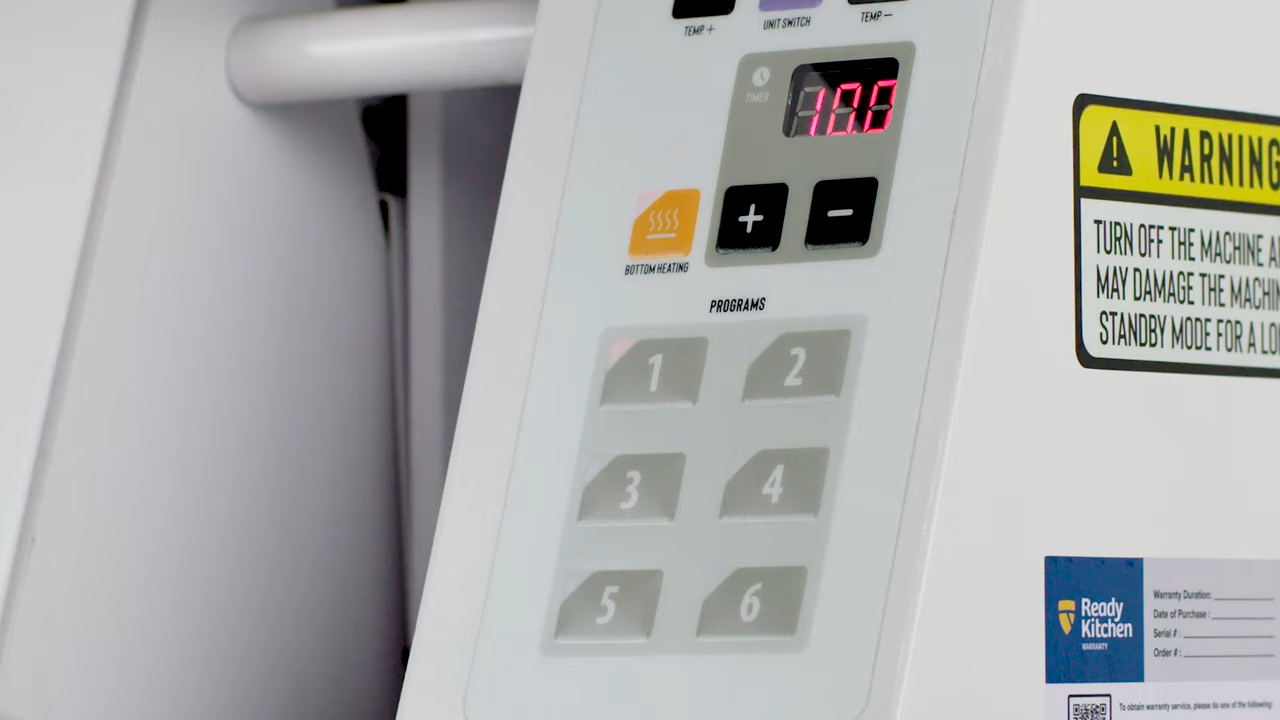 TEMP +
UNIT SWITCH
TEMP —
TIMER
10.0
+
−
BOTTOM HEATING
PROGRAMS
1
2
3
4
5
6
WARNING
TURN OFF THE MACHINE
MAY DAMAGE THE
STANDBY MODE FOR A
Ready
Kitchen
WARRANTY
Warranty Duration:
Date of Purchase :
Serial # :
Order # :
To obtain warranty service, please do one of the following